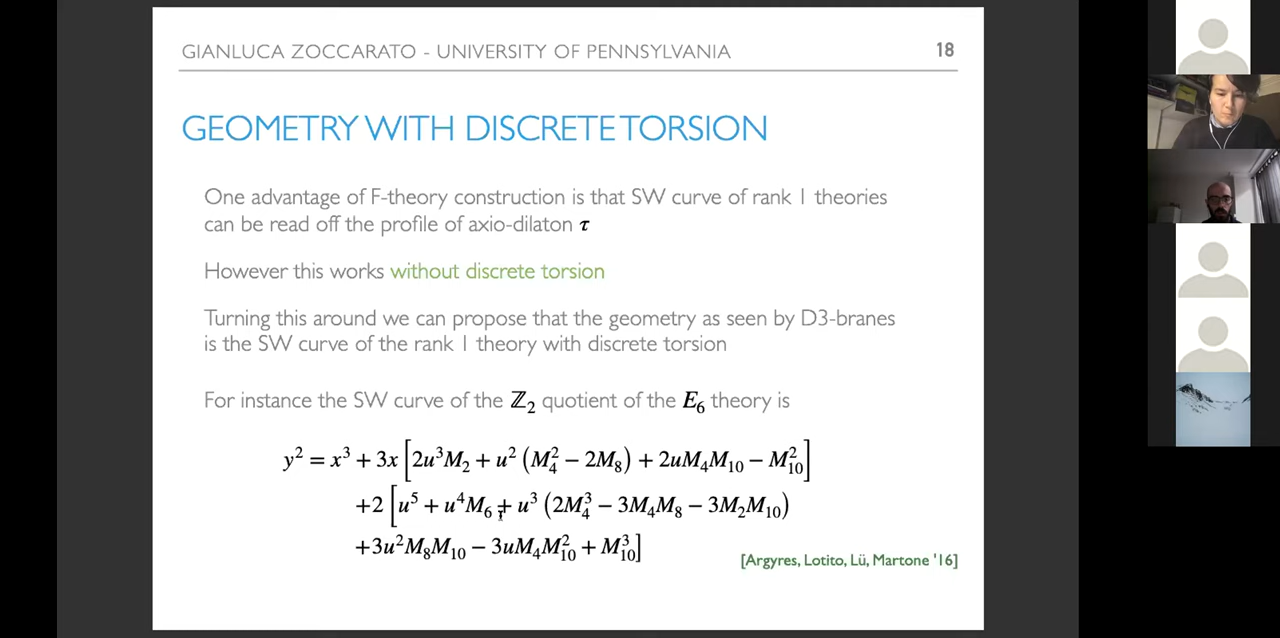 GIANLUCA ZOCCARATO - UNIVERSITY OF PENNSYLVANIA 18
GEOMETRY WITH DISCRETE TORSION
One advantage of F-theory construction is that SW curve of rank 1 theories
can be read off the profile of axio-dilaton τ
However this works without discrete torsion
Turning this around we can propose that the geometry as seen by D3-branes
is the SW curve of the rank 1 theory with discrete torsion
For instance the SW curve of the ℤ₂ quotient of the E₆ theory is
y² = x³ + 3x [2u³M₂ + u² (M₄² − 2M₈) + 2uM₄M₁₀ − M₁₀²]
+2 [u⁵ + u⁴M₆ + u³ (2M₄³ − 3M₄M₈ − 3M₂M₁₀)
+3u²M₈M₁₀ − 3uM₄M₁₀² + M₁₀³]
[Argyres, Lotito, Lü, Martone '16]